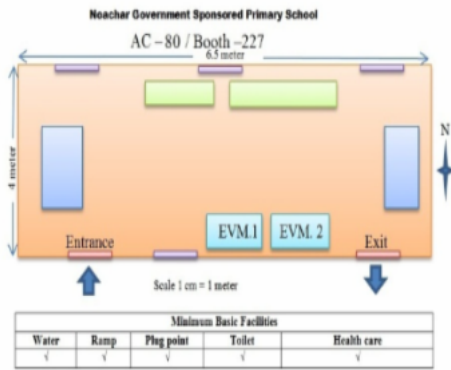 Noachar Government Sponsored Primary School
AC – 80 / Booth –227
6.5 meter
4 meter
N
EVM.1 EVM. 2
Entrance Exit
Scale 1 cm = 1 meter
Minimum Basic Facilities
Water Ramp Plug point Toilet Health care
√ √ √ √ √